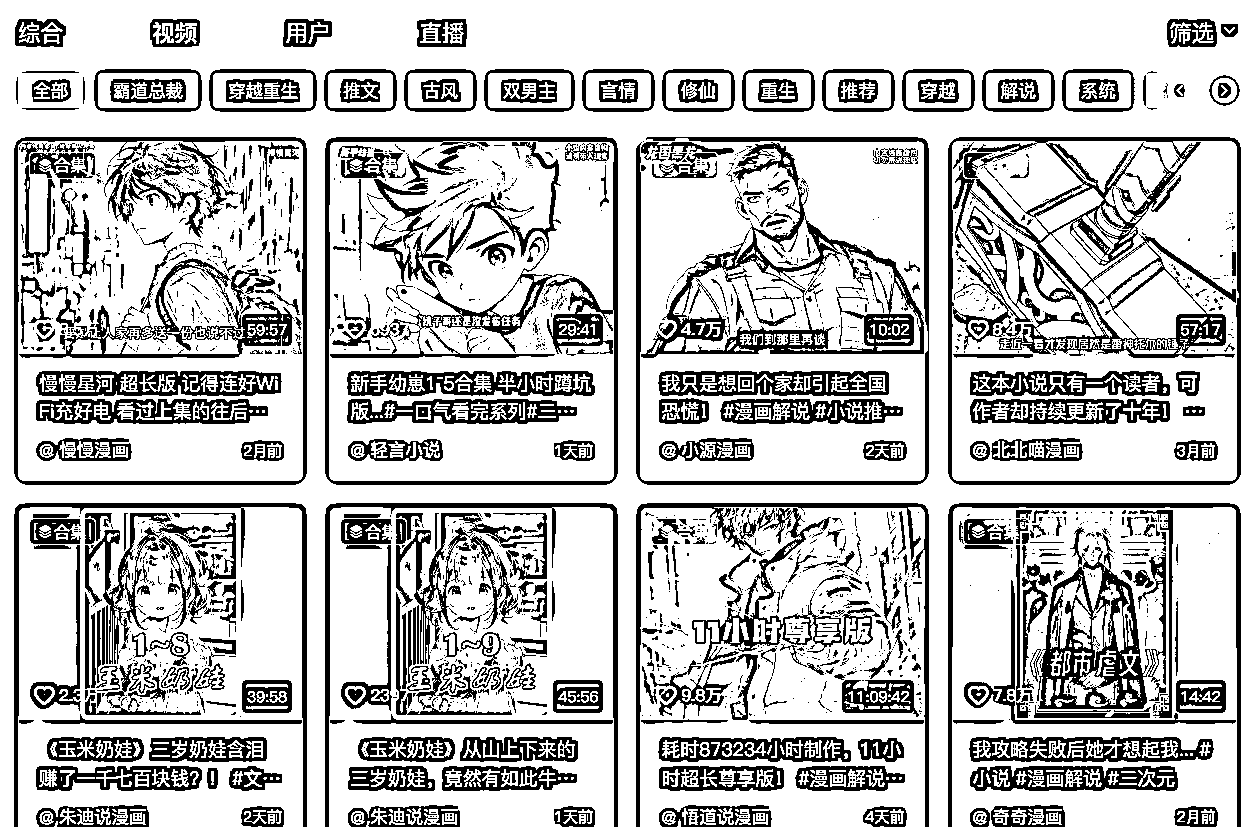 综合 视频 用户 直播 筛选
全部 霸道总裁 穿越重生 推文 古风 双男主 言情 修仙 重生 推荐 穿越 解说 系统
合集 合集 合集
59:57 29:41 4.7万 我们到那里再谈 10:02 8.4万 57:17
慢慢星河 超长版 记得连好Wi
Fi充好电 看过上集的往后…
@慢慢漫画 2月前
新手幼崽1-5合集 半小时蹲坑
版...#一口气看完系列#二…
@轻言小说 1天前
我只是想回个家却引起全国
恐慌！ #漫画解说 #小说推…
@小源漫画 2天前
这本小说只有一个读者，可
作者却持续更新了十年！ …
@北北喵漫画 3月前
合集 合集 合集
1~8
玉米奶娃
39:58
1~9
玉米奶娃
45:56
11小时尊享版
9.8万 11:09:42
都市虐文
7.8万 14:42
《玉米奶娃》三岁奶娃含泪
赚了一千七百块钱？！ #文…
@朱迪说漫画 2天前
《玉米奶娃》从山上下来的
三岁奶娃，竟然有如此牛…
@朱迪说漫画 1天前
耗时873234小时制作，11小
时超长尊享版！ #漫画解说…
@悟道说漫画 4天前
我攻略失败后她才想起我...#
小说 #漫画解说 #二次元
@奇奇漫画 2月前